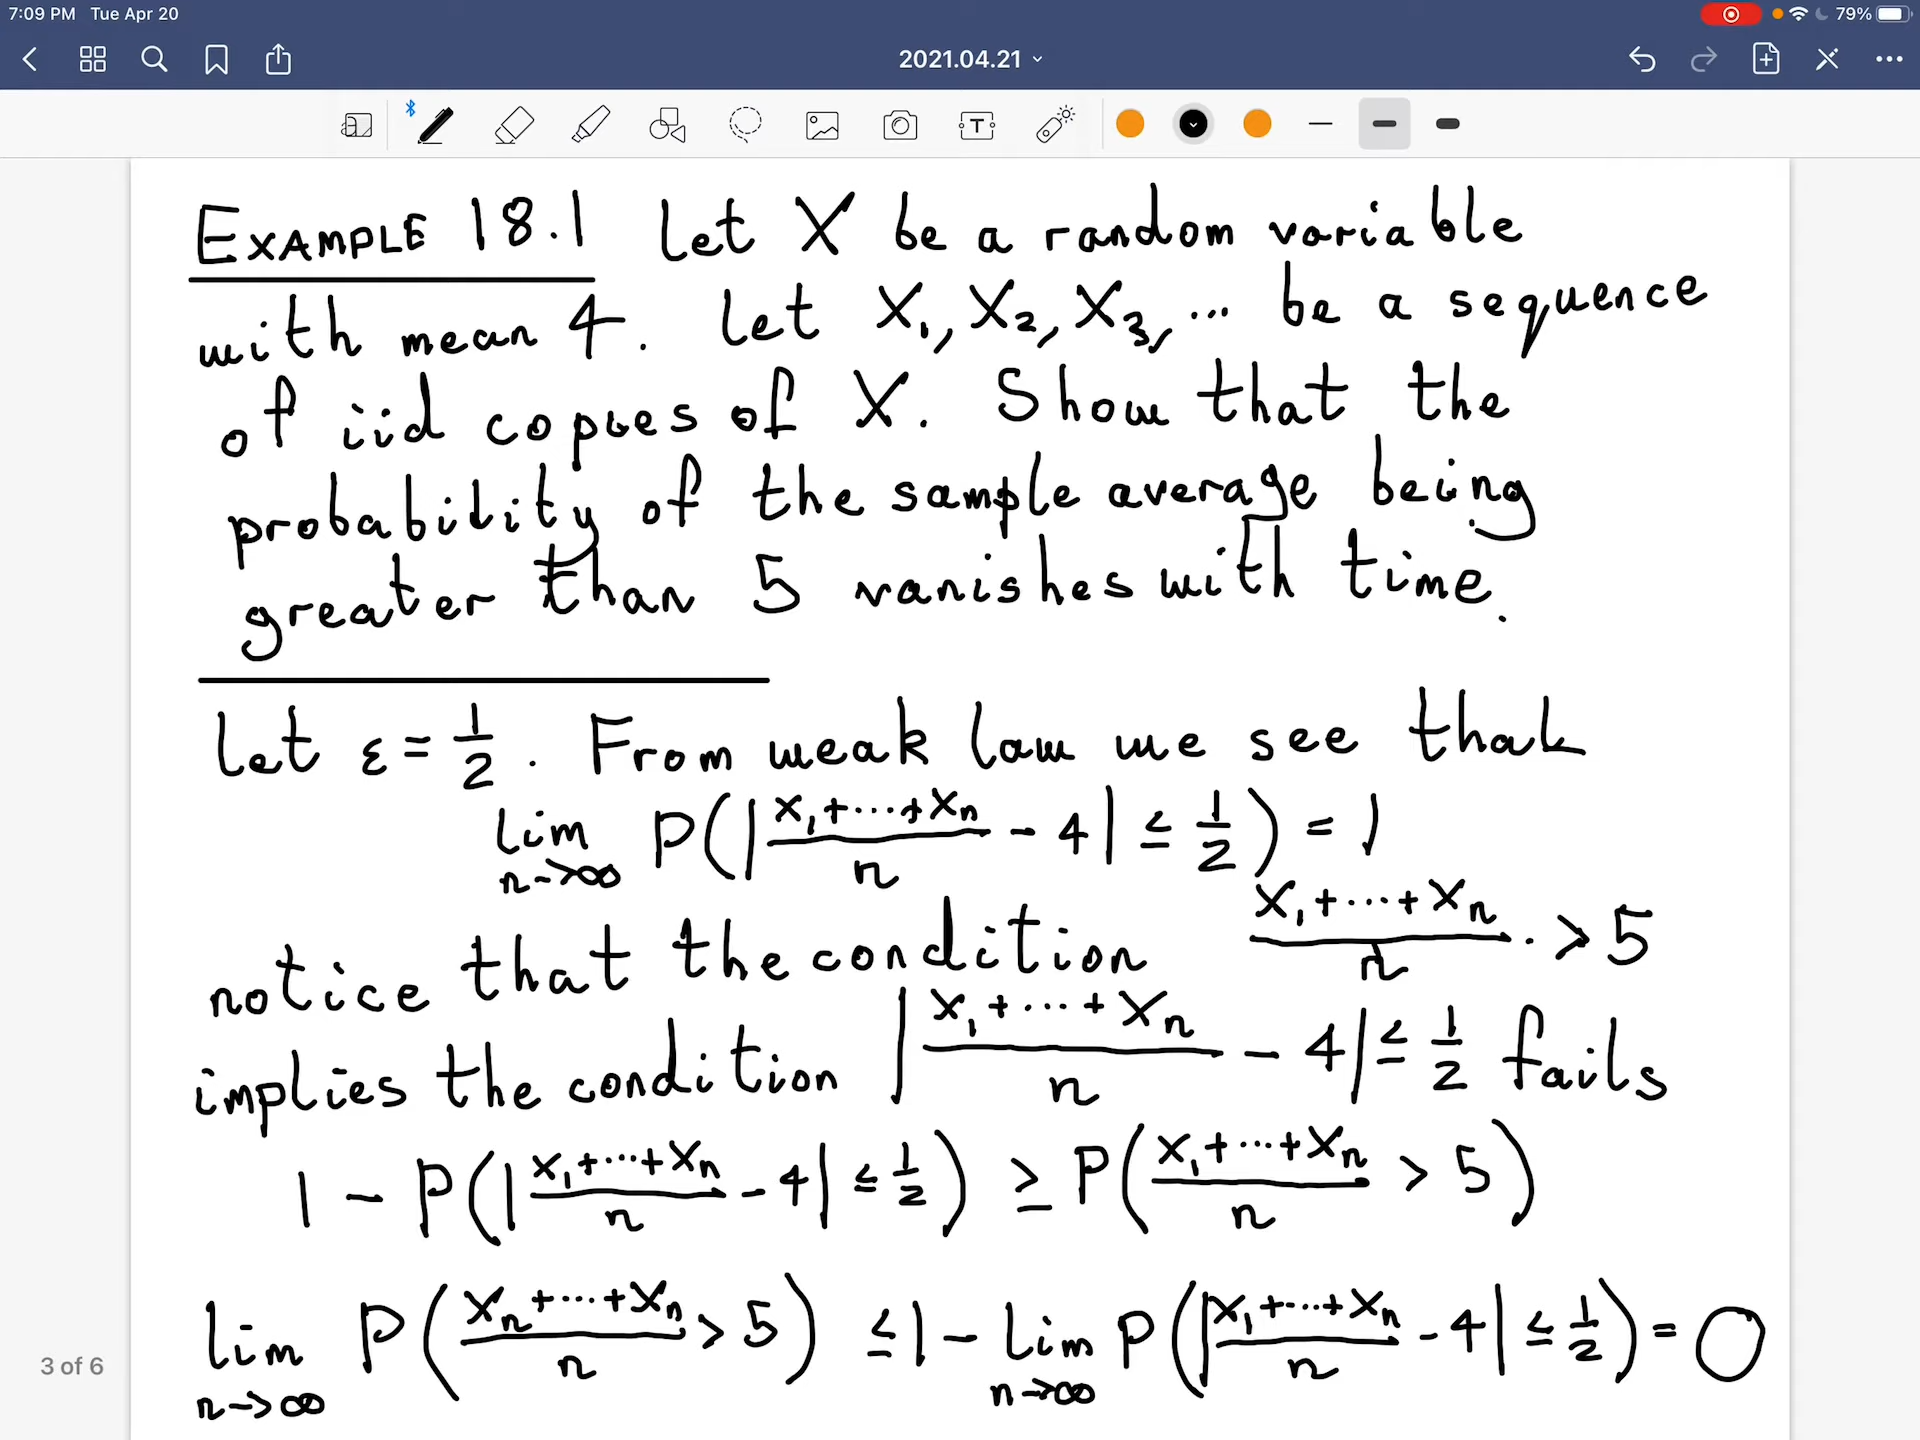 7:09 PM Tue Apr 20
79%
2021.04.21
EXAMPLE 18.1 Let X be a random variable
with mean 4. Let X₁, X₂, X₃, ... be a sequence
of iid copies of X. Show that the
probability of the sample average being
greater than 5 vanishes with time.
Let ε = 1/2. From weak law we see that
lim n→∞ P(|(X₁+⋯+Xₙ)/n - 4| ≤ 1/2) = 1
notice that the condition (X₁+⋯+Xₙ)/n . > 5
implies the condition |(X₁+⋯+Xₙ)/n - 4| ≤ 1/2 fails
1 - P(|(X₁+⋯+Xₙ)/n - 4| ≤ 1/2) ≥ P((X₁+⋯+Xₙ)/n > 5)
lim n→∞ P((Xₙ+⋯+Xₙ)/n > 5) ≤ 1 - lim n→∞ P(|(X₁+⋯+Xₙ)/n - 4| ≤ 1/2) = 0
3 of 6